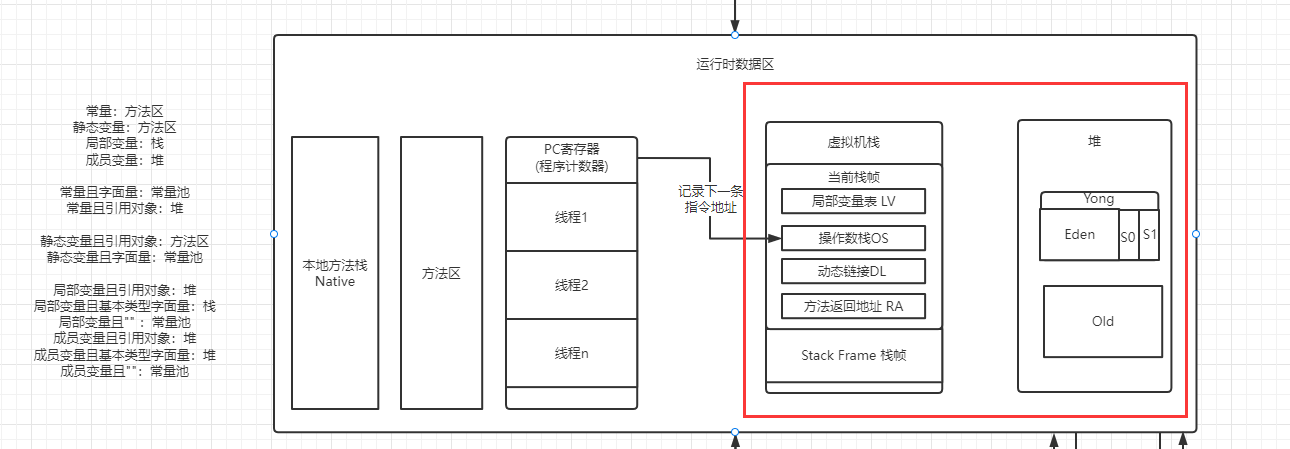 运行时数据区
常量：方法区
静态变量：方法区
局部变量：栈
成员变量：堆
常量且字面量：常量池
常量且引用对象：堆
静态变量且引用对象：方法区
静态变量且字面量：常量池
局部变量且引用对象：堆
局部变量且基本类型字面量：栈
局部变量且""：常量池
成员变量且引用对象：堆
成员变量且基本类型字面量：堆
成员变量且""：常量池
本地方法栈
Native
方法区
PC寄存器
(程序计数器)
线程1
线程2
线程n
记录下一条
指令地址
虚拟机栈
当前栈帧
局部变量表 LV
操作数栈OS
动态链接DL
方法返回地址 RA
Stack Frame 栈帧
堆
Yong
Eden
S0
S1
Old